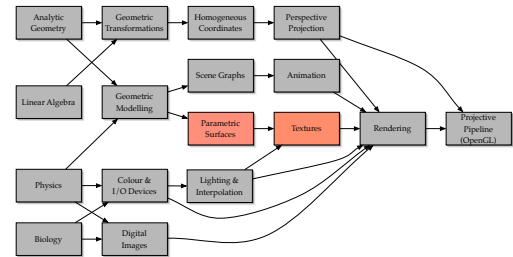 Analytic
Geometry
Geometric
Transformations
Homogeneous
Coordinates
Perspective
Projection
Scene Graphs
Animation
Linear Algebra
Geometric
Modelling
Parametric
Surfaces
Textures
Rendering
Projective
Pipeline
(OpenGL)
Physics
Colour &
I/O Devices
Lighting &
Interpolation
Biology
Digital
Images